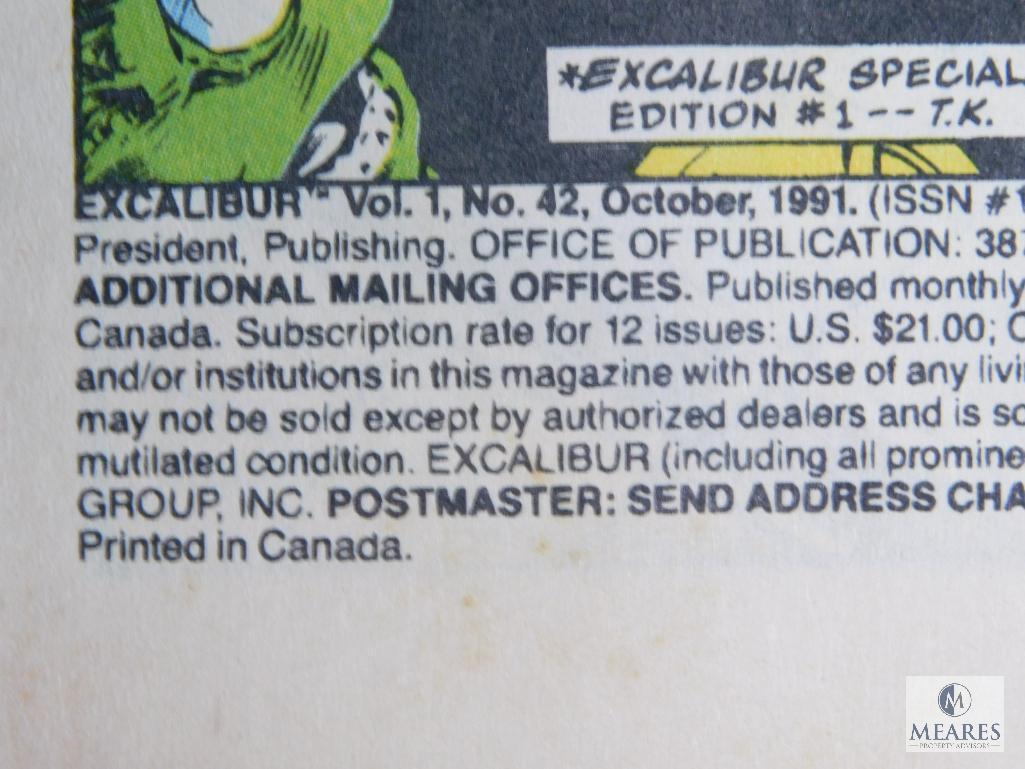 *EXCALIBUR SPECIAL
EDITION #1 -- T.K.
EXCALIBUR™ Vol. 1, No. 42, October, 1991. (ISSN #1
President, Publishing. OFFICE OF PUBLICATION: 387
ADDITIONAL MAILING OFFICES. Published monthly
Canada. Subscription rate for 12 issues: U.S. $21.00; C
and/or institutions in this magazine with those of any livi
may not be sold except by authorized dealers and is so
mutilated condition. EXCALIBUR (including all promine
GROUP, INC. POSTMASTER: SEND ADDRESS CHA
Printed in Canada.
M
MEARES
PROPERTY ADVISORS